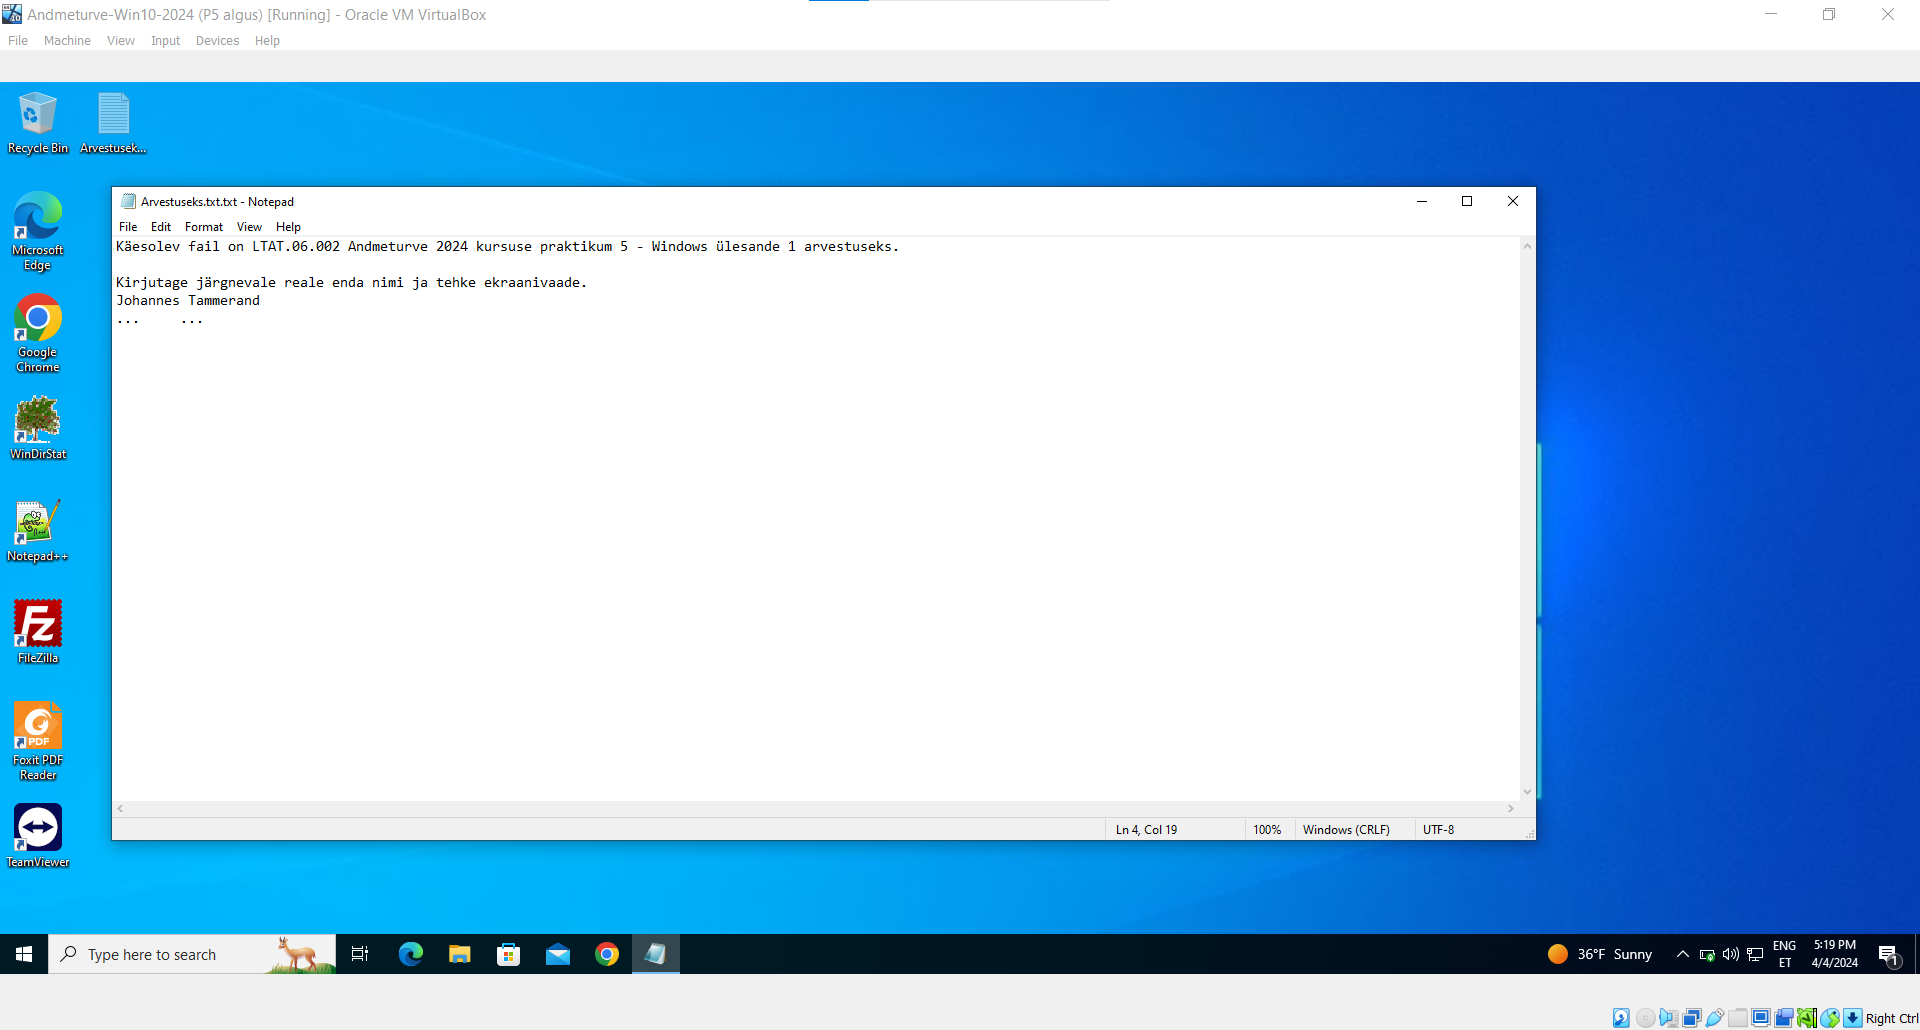 Andmeturve-Win10-2024 (P5 algus) [Running] - Oracle VM VirtualBox
File Machine View Input Devices Help
Recycle Bin
Arvestusek...
Microsoft
Edge
Google
Chrome
WinDirStat
Notepad++
FileZilla
PDF
Foxit PDF
Reader
TeamViewer
Arvestuseks.txt.txt - Notepad
File Edit Format View Help
Käesolev fail on LTAT.06.002 Andmeturve 2024 kursuse praktikum 5 - Windows ülesande 1 arvestuseks.
Kirjutage järgnevale reale enda nimi ja tehke ekraanivaade.
Johannes Tammerand
... ...
Ln 4, Col 19 100% Windows (CRLF) UTF-8
Type here to search
36°F Sunny
ENG
ET
5:19 PM
4/4/2024
1
Right Ctrl